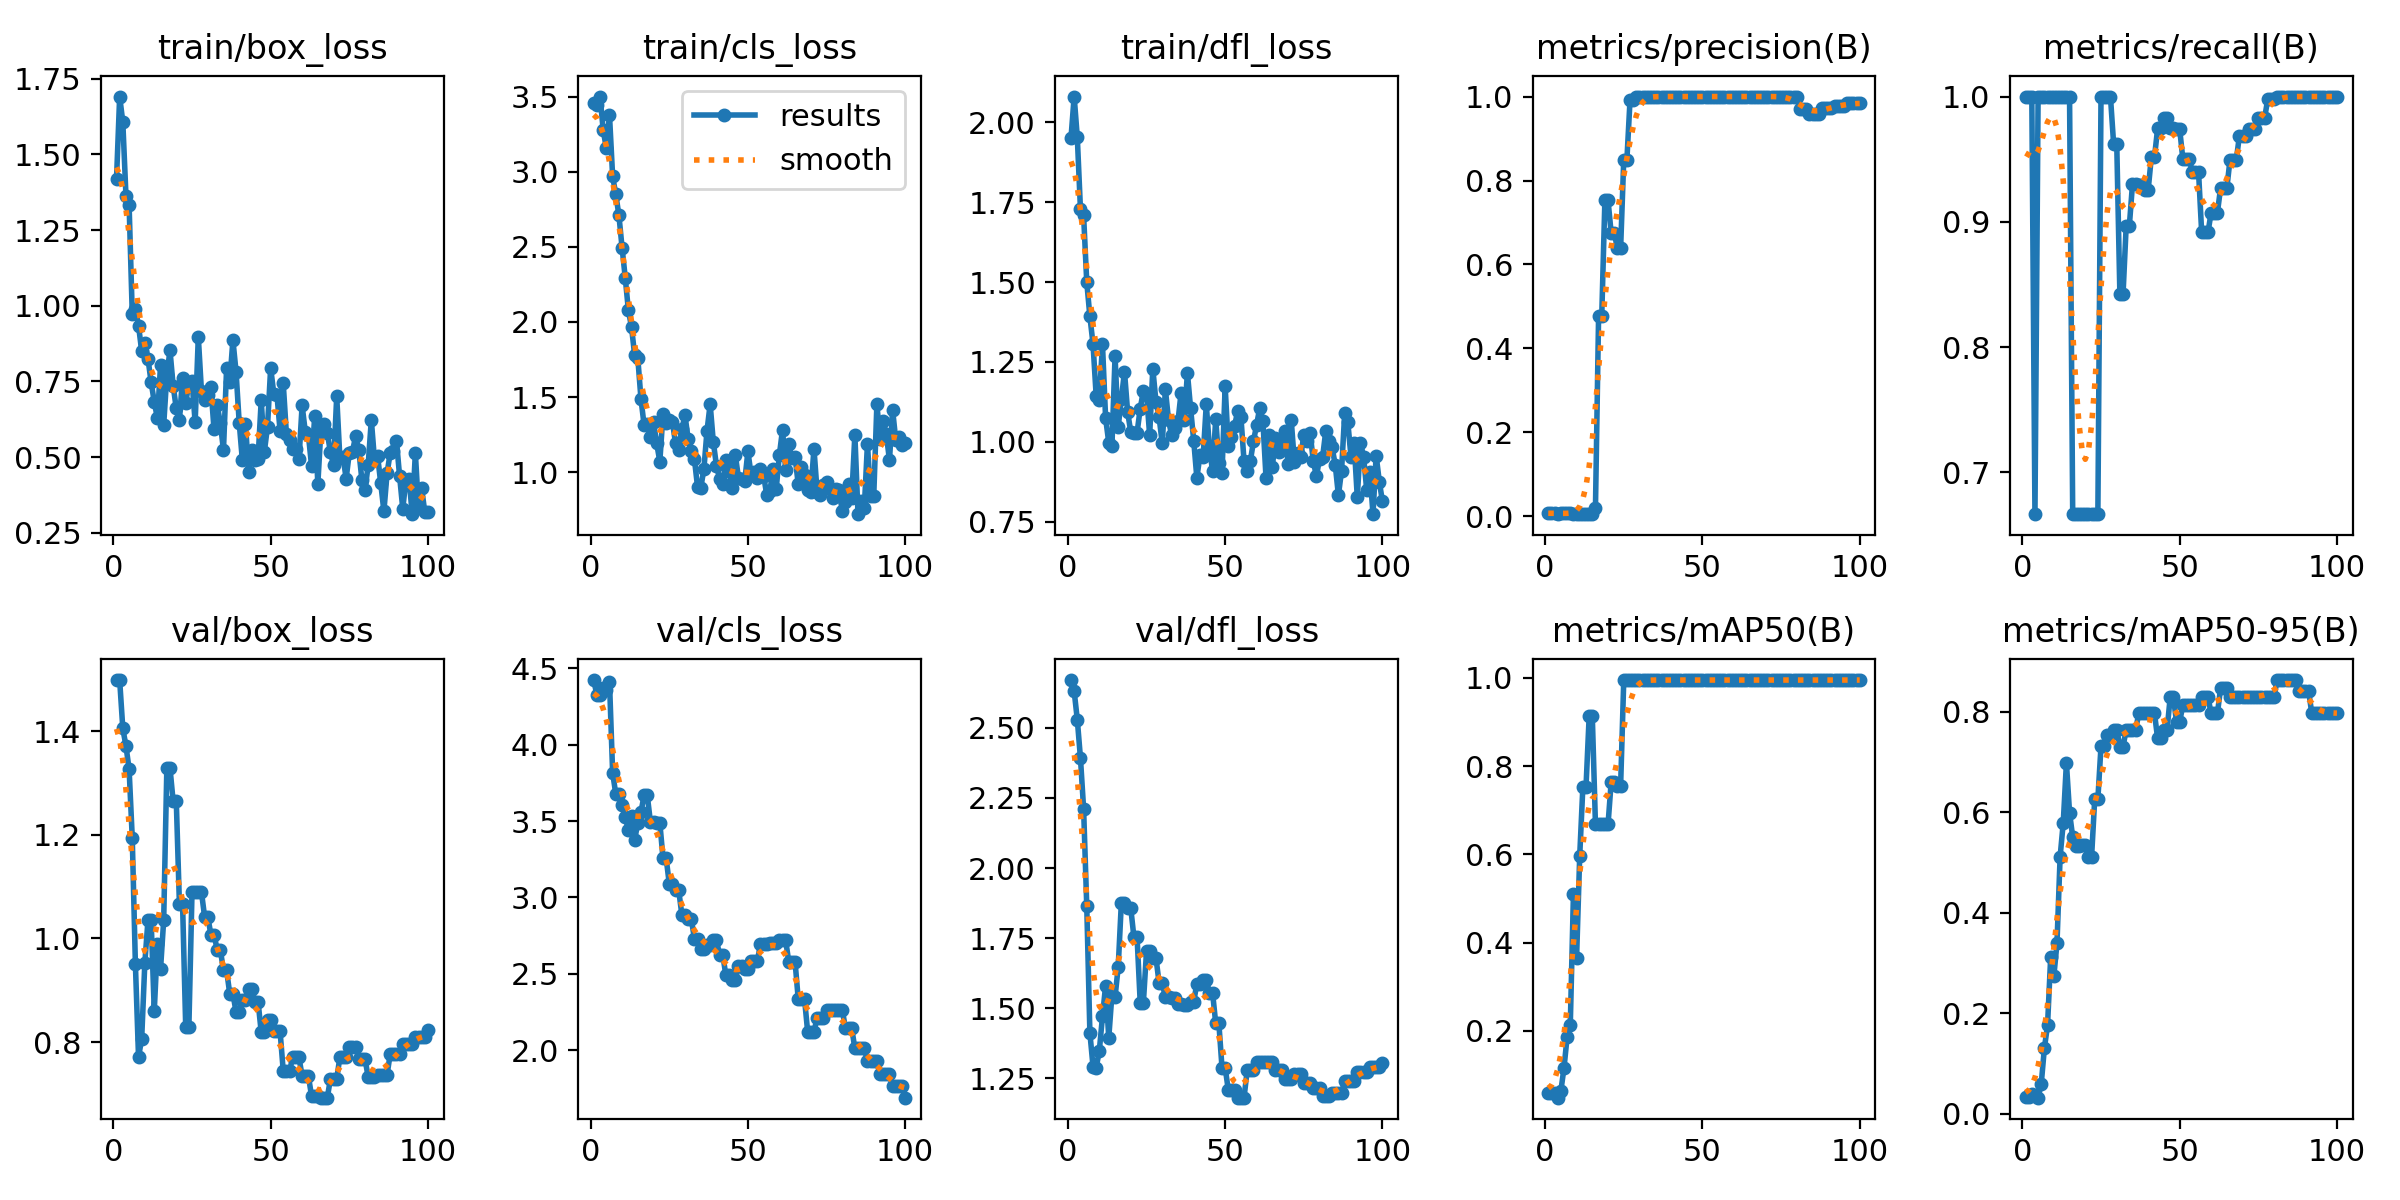 train/box_loss
1.75
1.50
1.25
1.00
0.75
0.50
0.25
0 50 100
train/cls_loss
3.5
3.0
2.5
2.0
1.5
1.0
results
smooth
0 50 100
train/dfl_loss
2.00
1.75
1.50
1.25
1.00
0.75
0 50 100
metrics/precision(B)
1.0
0.8
0.6
0.4
0.2
0.0
0 50 100
metrics/recall(B)
1.0
0.9
0.8
0.7
0 50 100
val/box_loss
1.4
1.2
1.0
0.8
0 50 100
val/cls_loss
4.5
4.0
3.5
3.0
2.5
2.0
0 50 100
val/dfl_loss
2.50
2.25
2.00
1.75
1.50
1.25
0 50 100
metrics/mAP50(B)
1.0
0.8
0.6
0.4
0.2
0 50 100
metrics/mAP50-95(B)
0.8
0.6
0.4
0.2
0.0
0 50 100